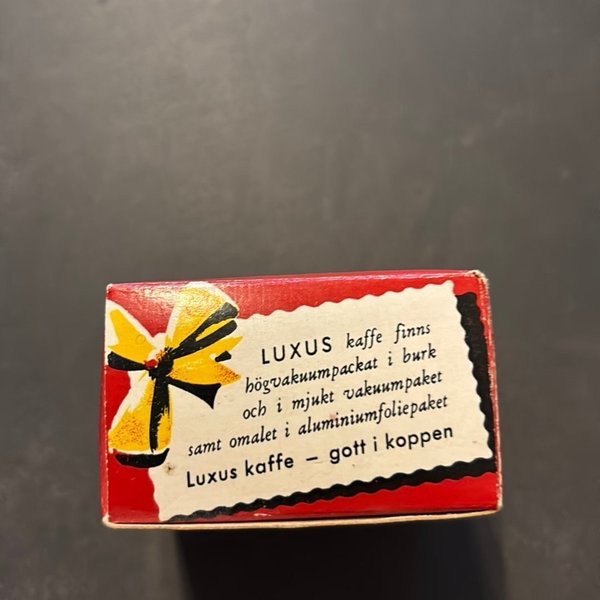 LUXUS kaffe finns
högvakuumpackat i burk
och i mjukt vakuumpaket
samt omalet i aluminiumfoliepaket
Luxus kaffe – gott i koppen